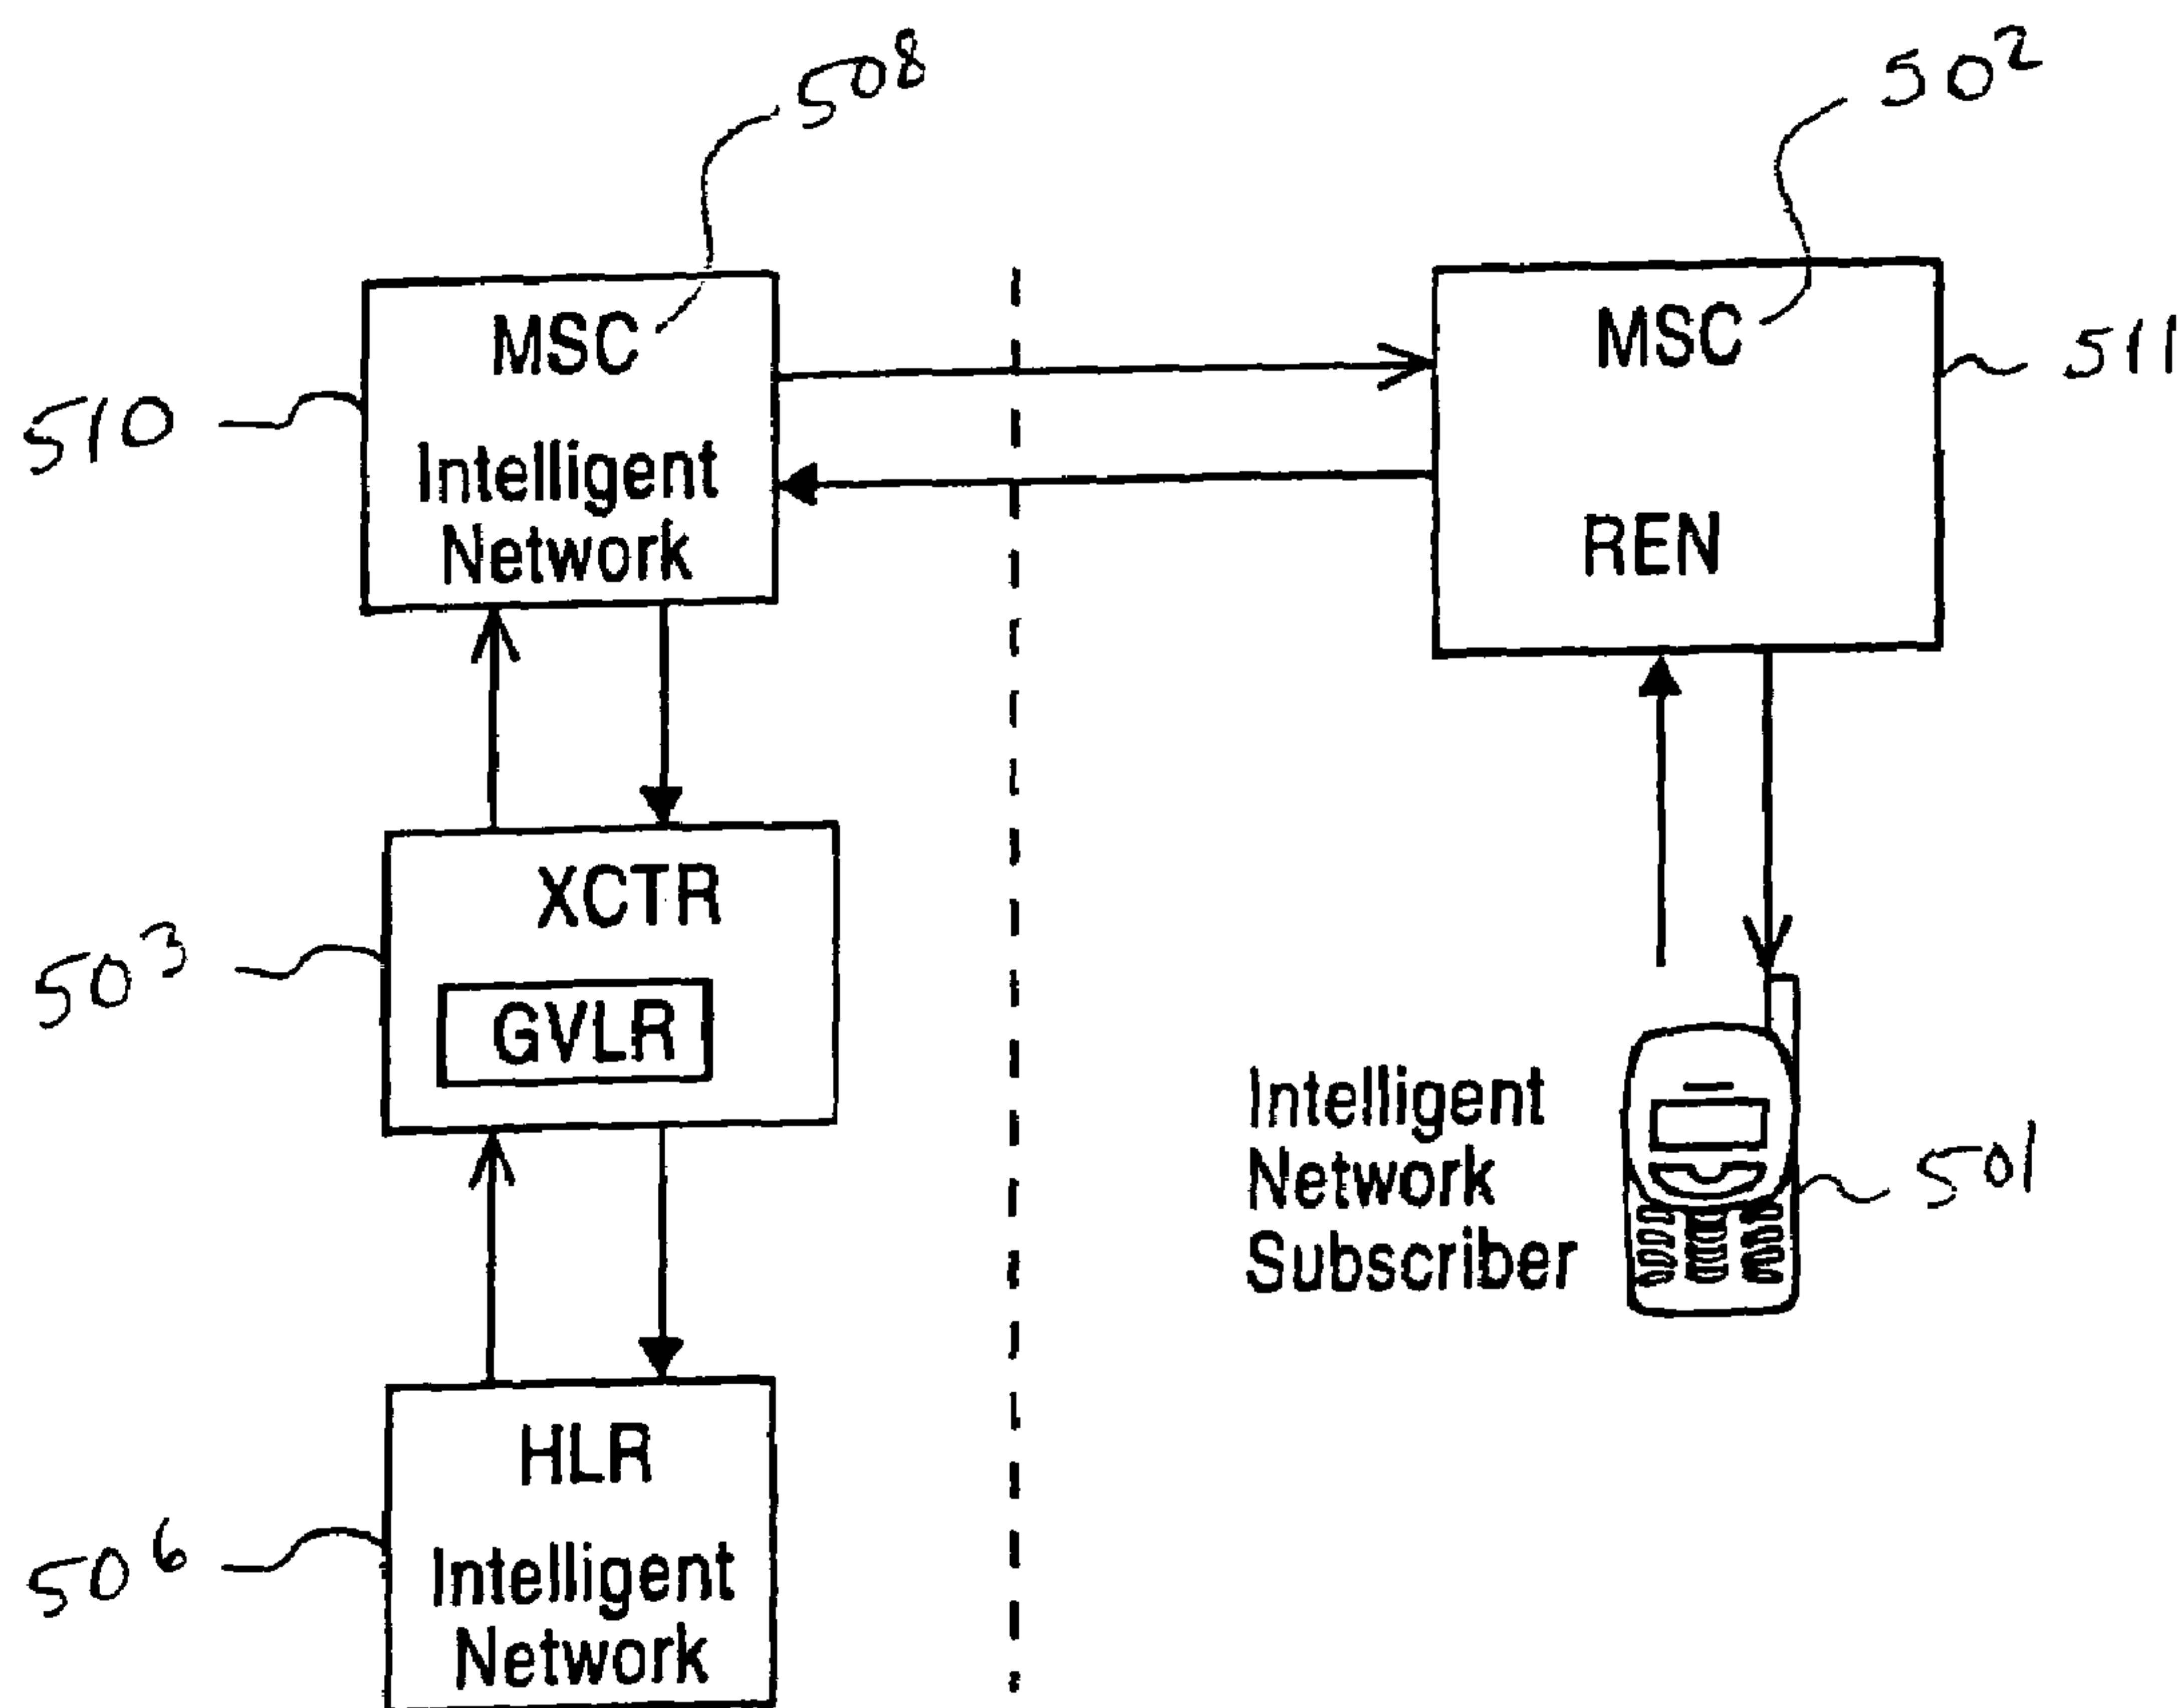 508
502
MSC
MSC
511
510
Intelligent
Network
REN
XCTR
503
GVLR
Intelligent
Network
Subscriber
501
HLR
506
Intelligent
Network